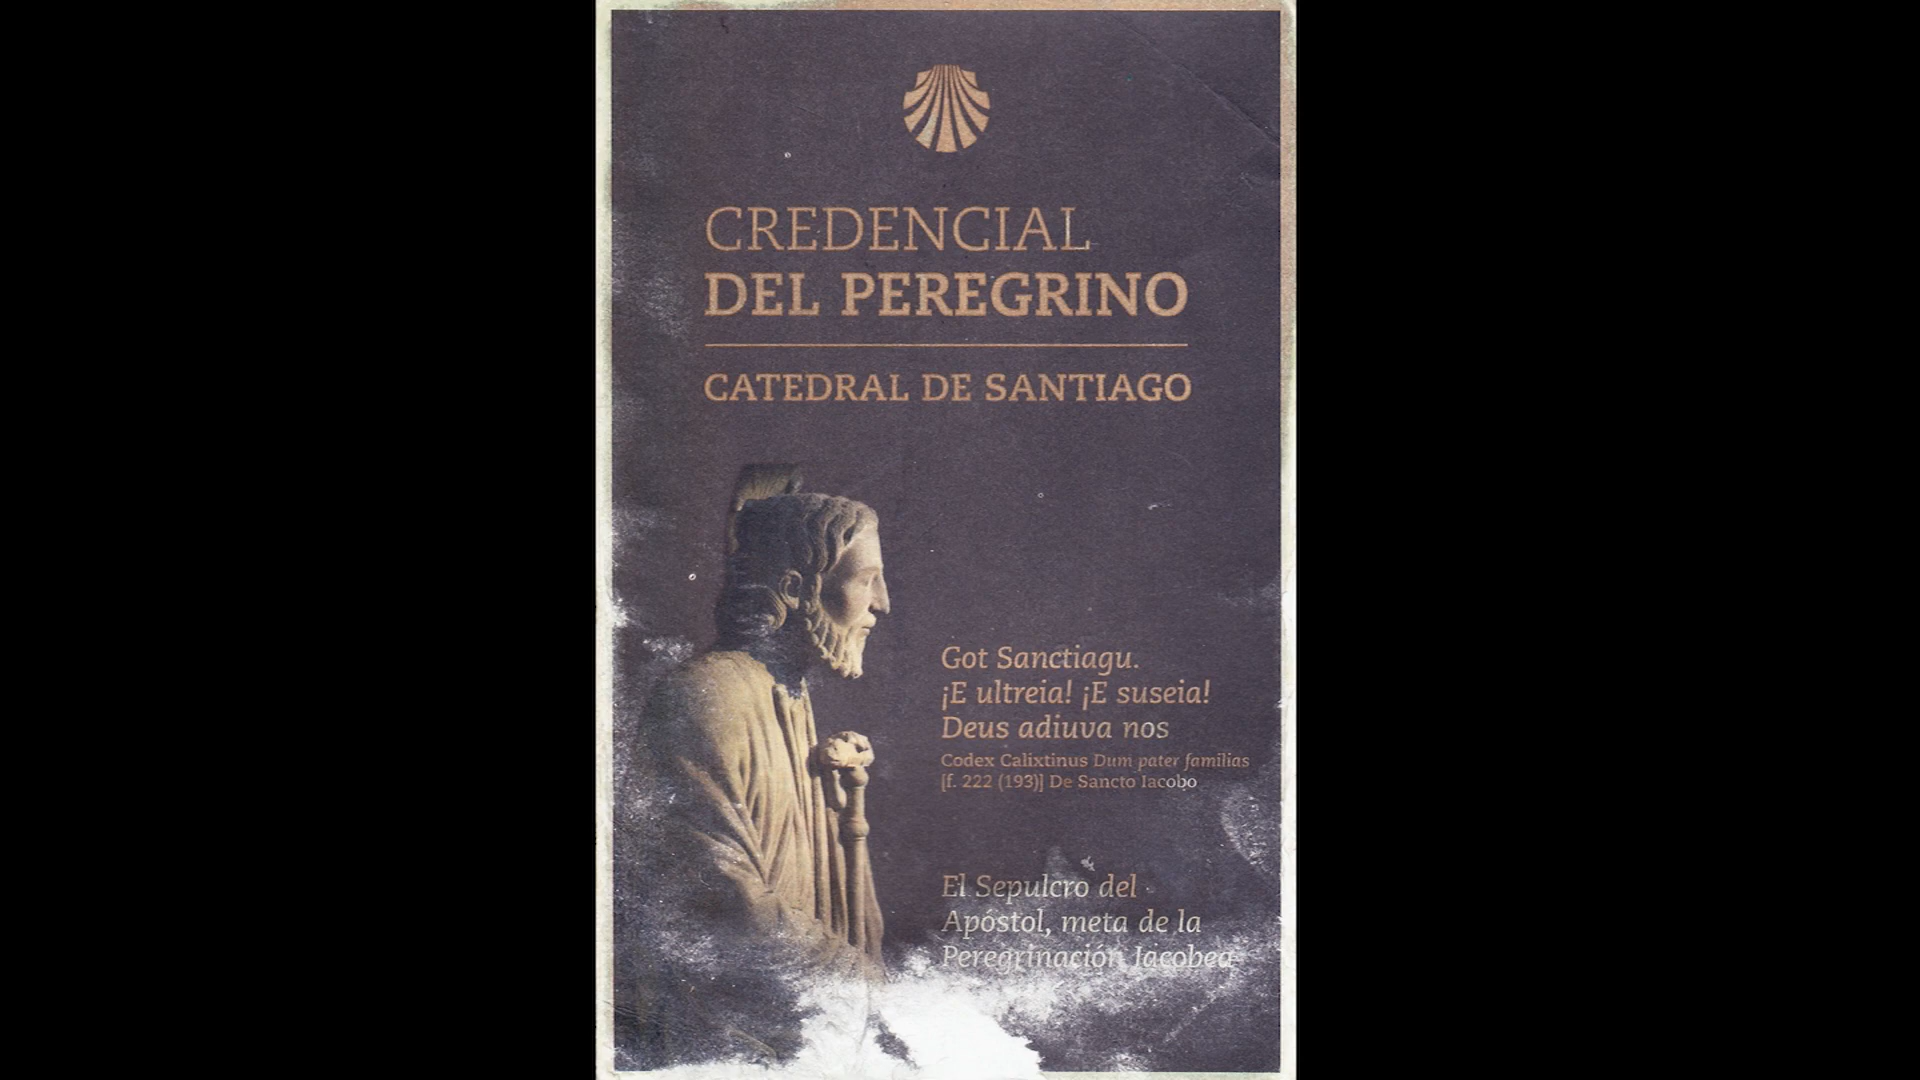 CREDENCIAL
DEL PEREGRINO
CATEDRAL DE SANTIAGO
Got Sanctiagu.
¡E ultreia! ¡E suseia!
Deus adiuva nos
Codex Calixtinus Dum pater familias
[f. 222 (193)] De Sancto Iacobo
El Sepulcro del
Apóstol, meta de la
Peregrinación Iacobea